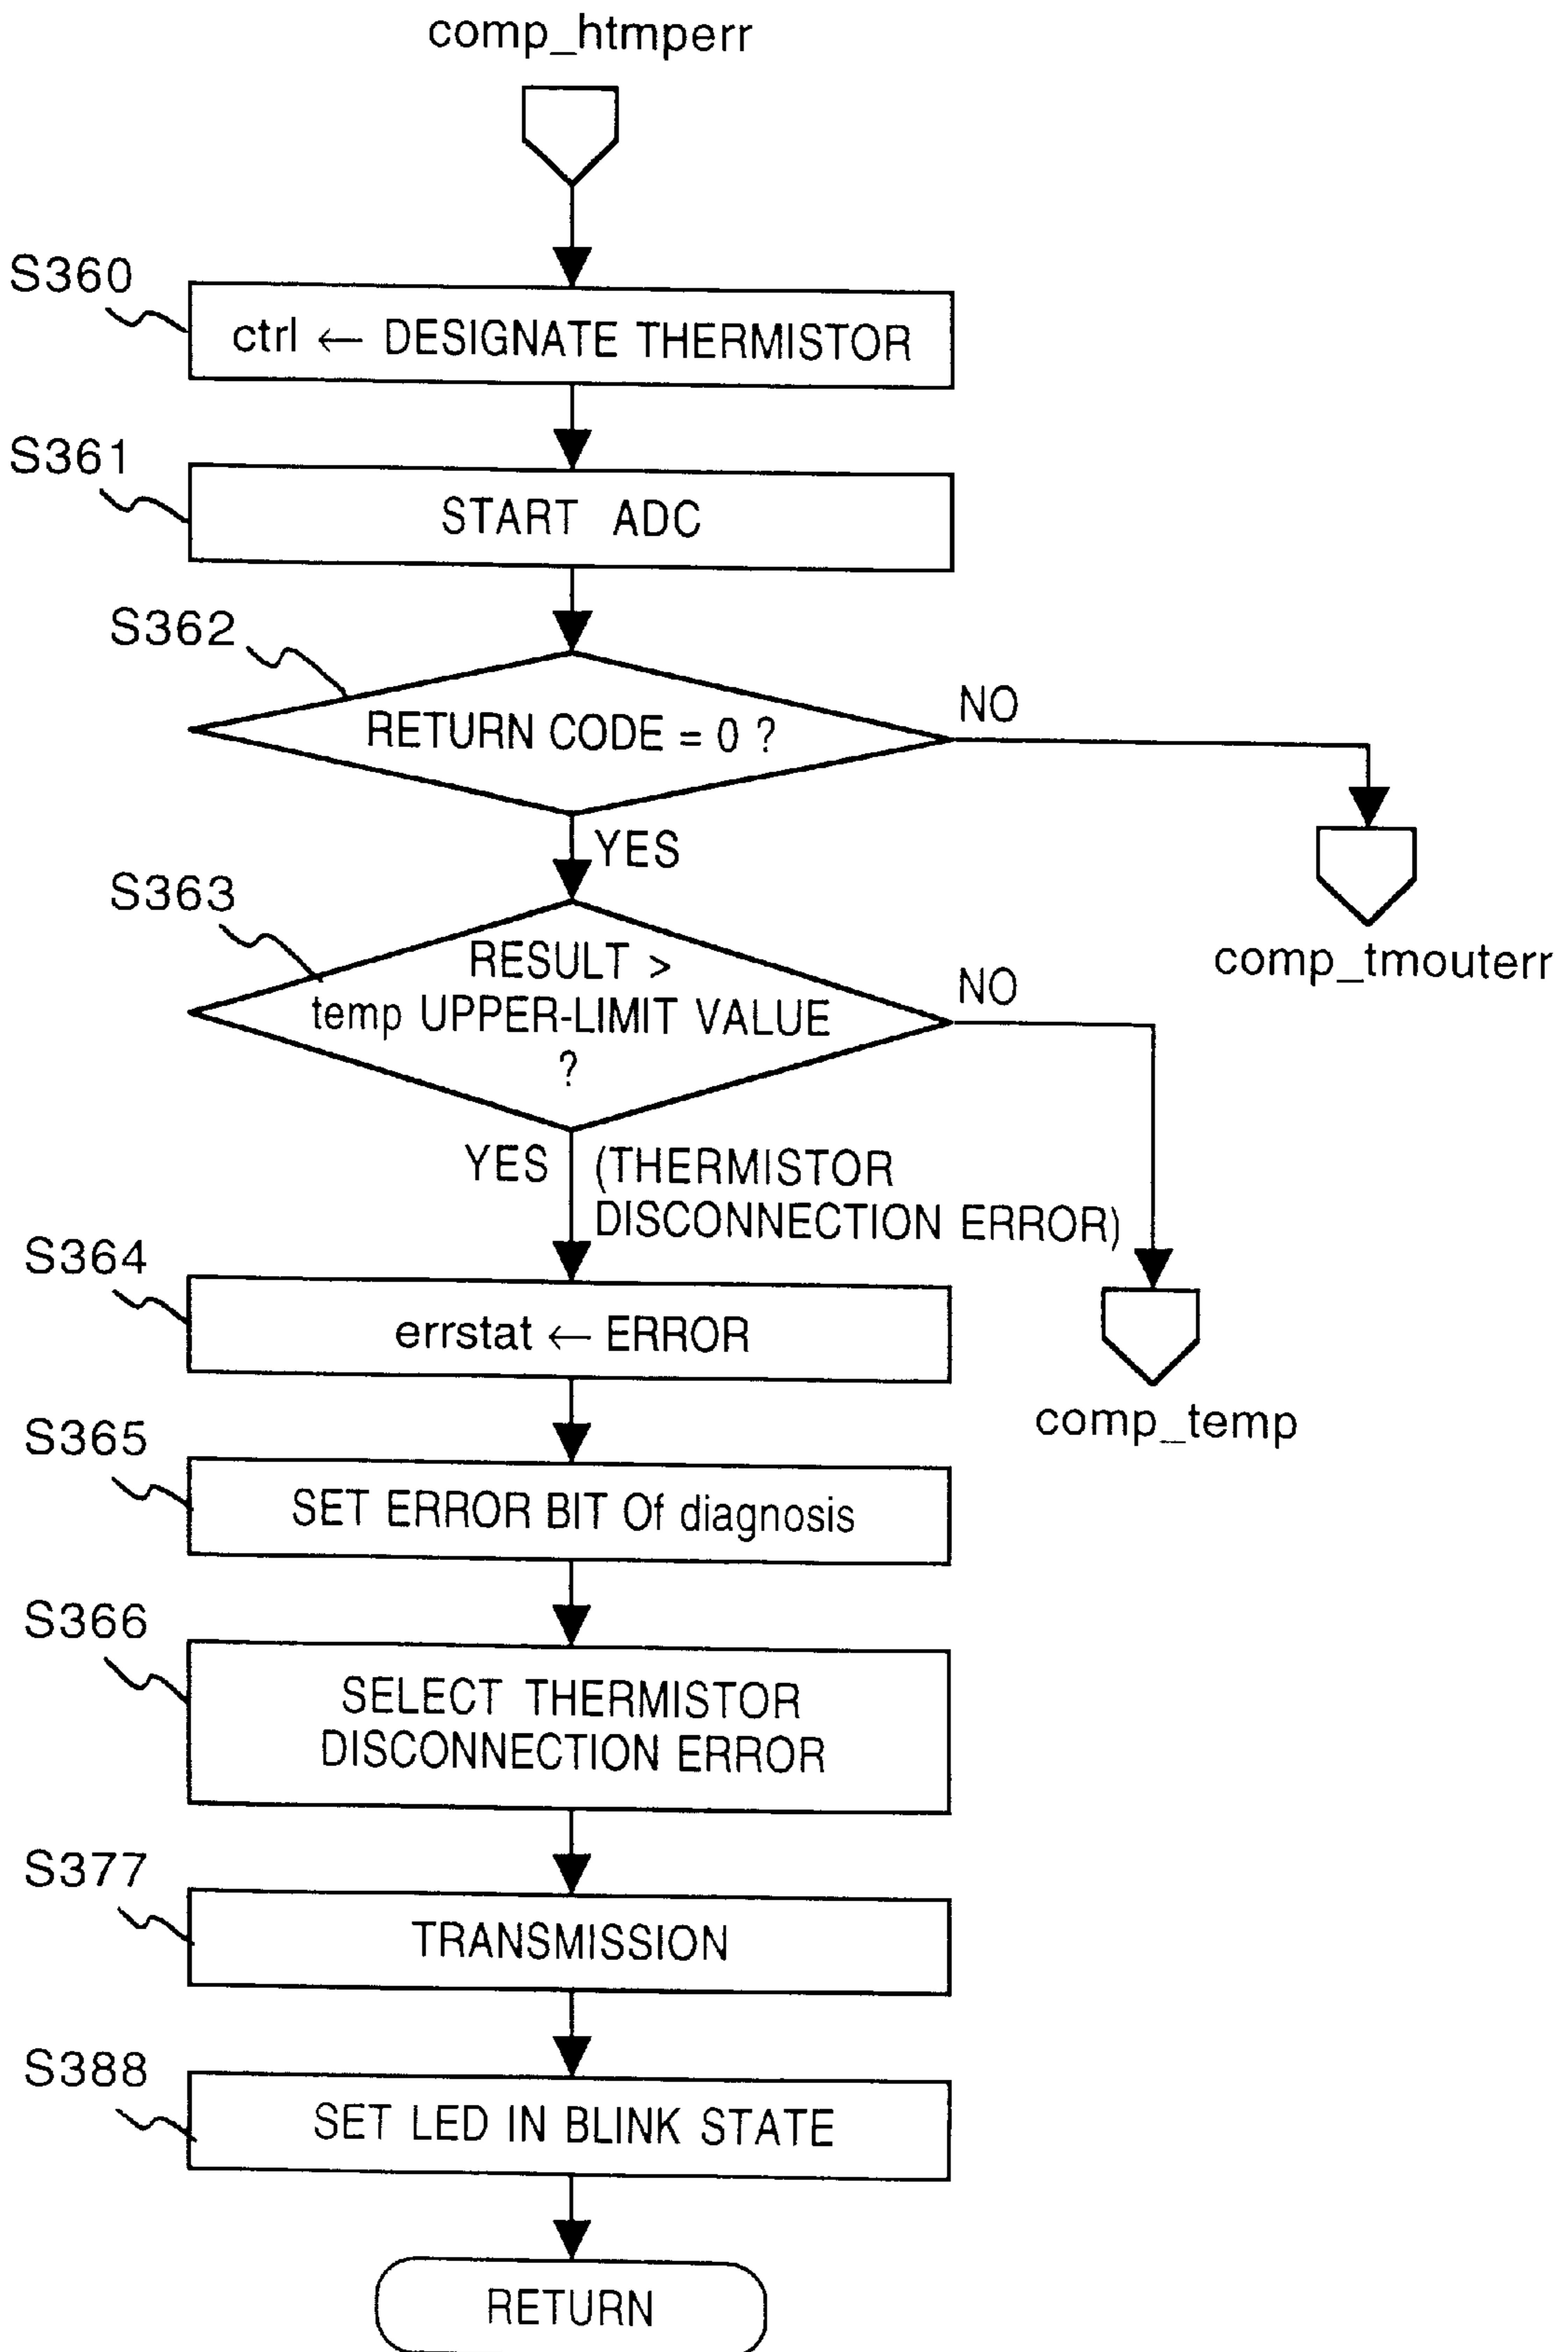 comp_htmperr
S360
ctrl ← DESIGNATE THERMISTOR
S361
START ADC
S362
RETURN CODE = 0 ?
NO
YES
comp_tmouterr
S363
RESULT >
temp UPPER-LIMIT VALUE
?
NO
YES
(THERMISTOR
DISCONNECTION ERROR)
comp_temp
S364
errstat ← ERROR
S365
SET ERROR BIT Of diagnosis
S366
SELECT THERMISTOR
DISCONNECTION ERROR
S377
TRANSMISSION
S388
SET LED IN BLINK STATE
RETURN